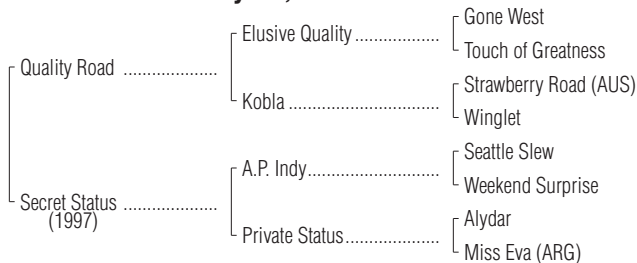 Gone West
Elusive Quality ..................
Touch of Greatness
Quality Road ....................
Strawberry Road (AUS)
Kobla ................................
Winglet
Seattle Slew
A.P. Indy............................
Weekend Surprise
Secret Status ....................
(1997)
Alydar
Private Status....................
Miss Eva (ARG)